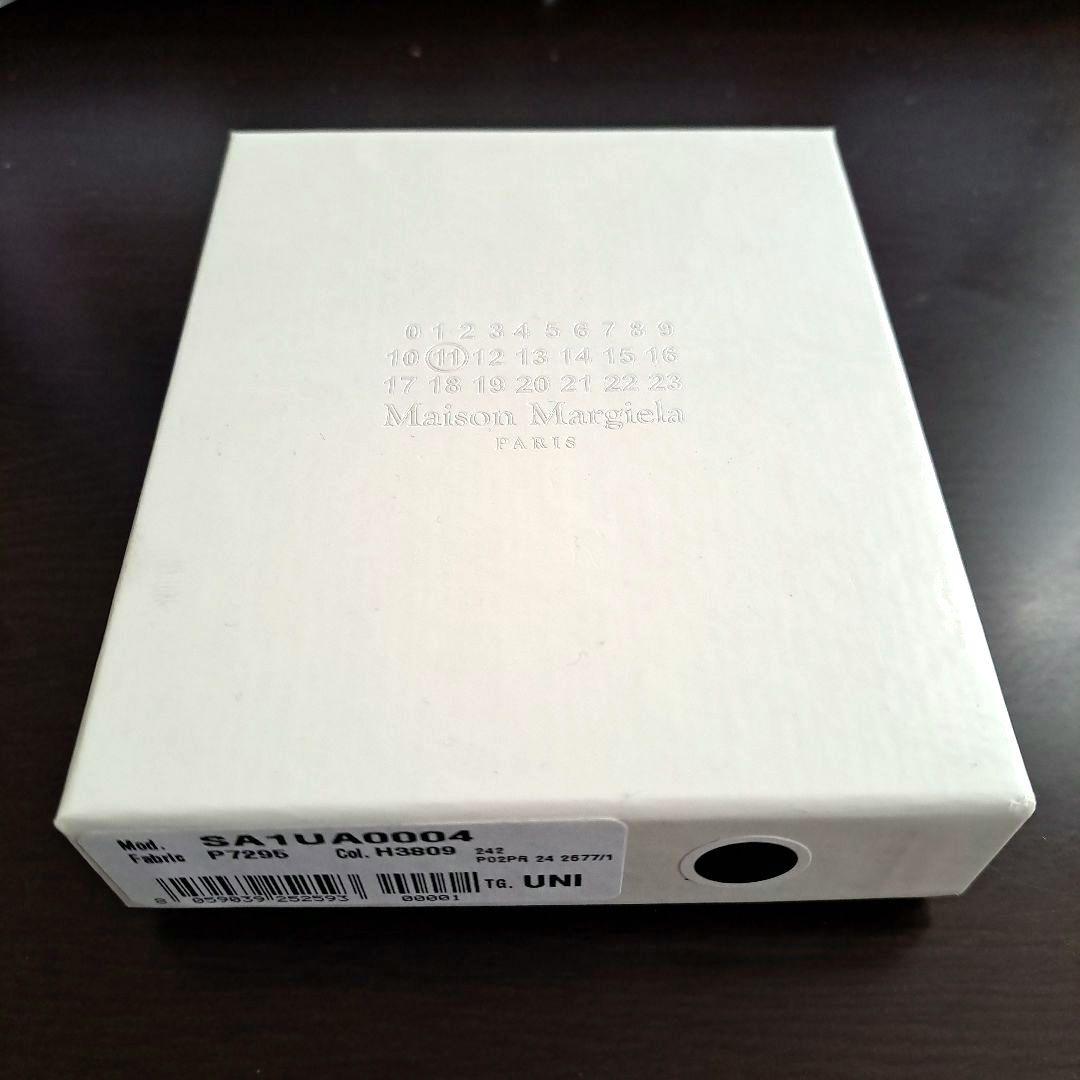 0 1 2 3 4 5 6 7 8 9
10 11 12 13 14 15 16
17 18 19 20 21 22 23
Maison Margiela
PARIS
Mod. SA1UA0004
Fabric P7295 Col. H3809 242
P02PR 24 2677/1
8 059039 252593 00001 TG. UNI